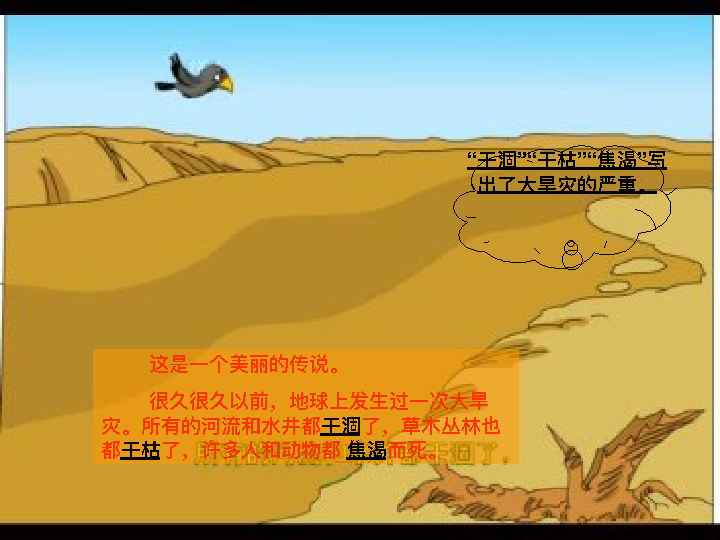 “干涸”“干枯”“焦渴”写
出了大旱灾的严重。
这是一个美丽的传说。
很久很久以前，地球上发生过一次大旱
灾。所有的河流和水井都干涸了，草木丛林也
都干枯了，许多人和动物都 焦渴而死。